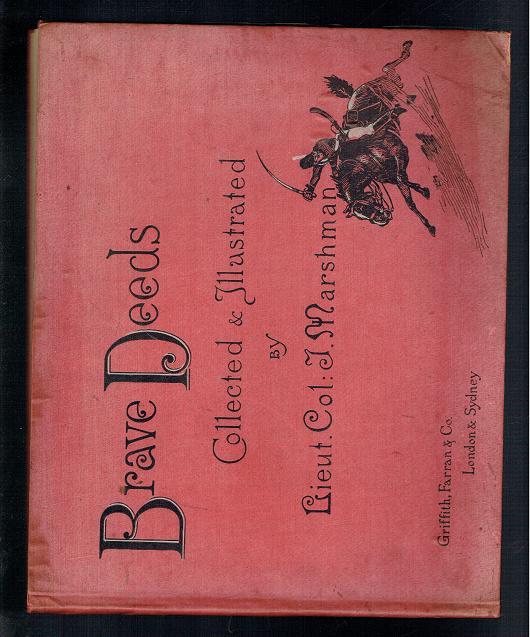 Brave Deeds
Collected & Illustrated
BY
Lieut. Col: J. Marshman
Griffith, Farran & Co.
London & Sydney